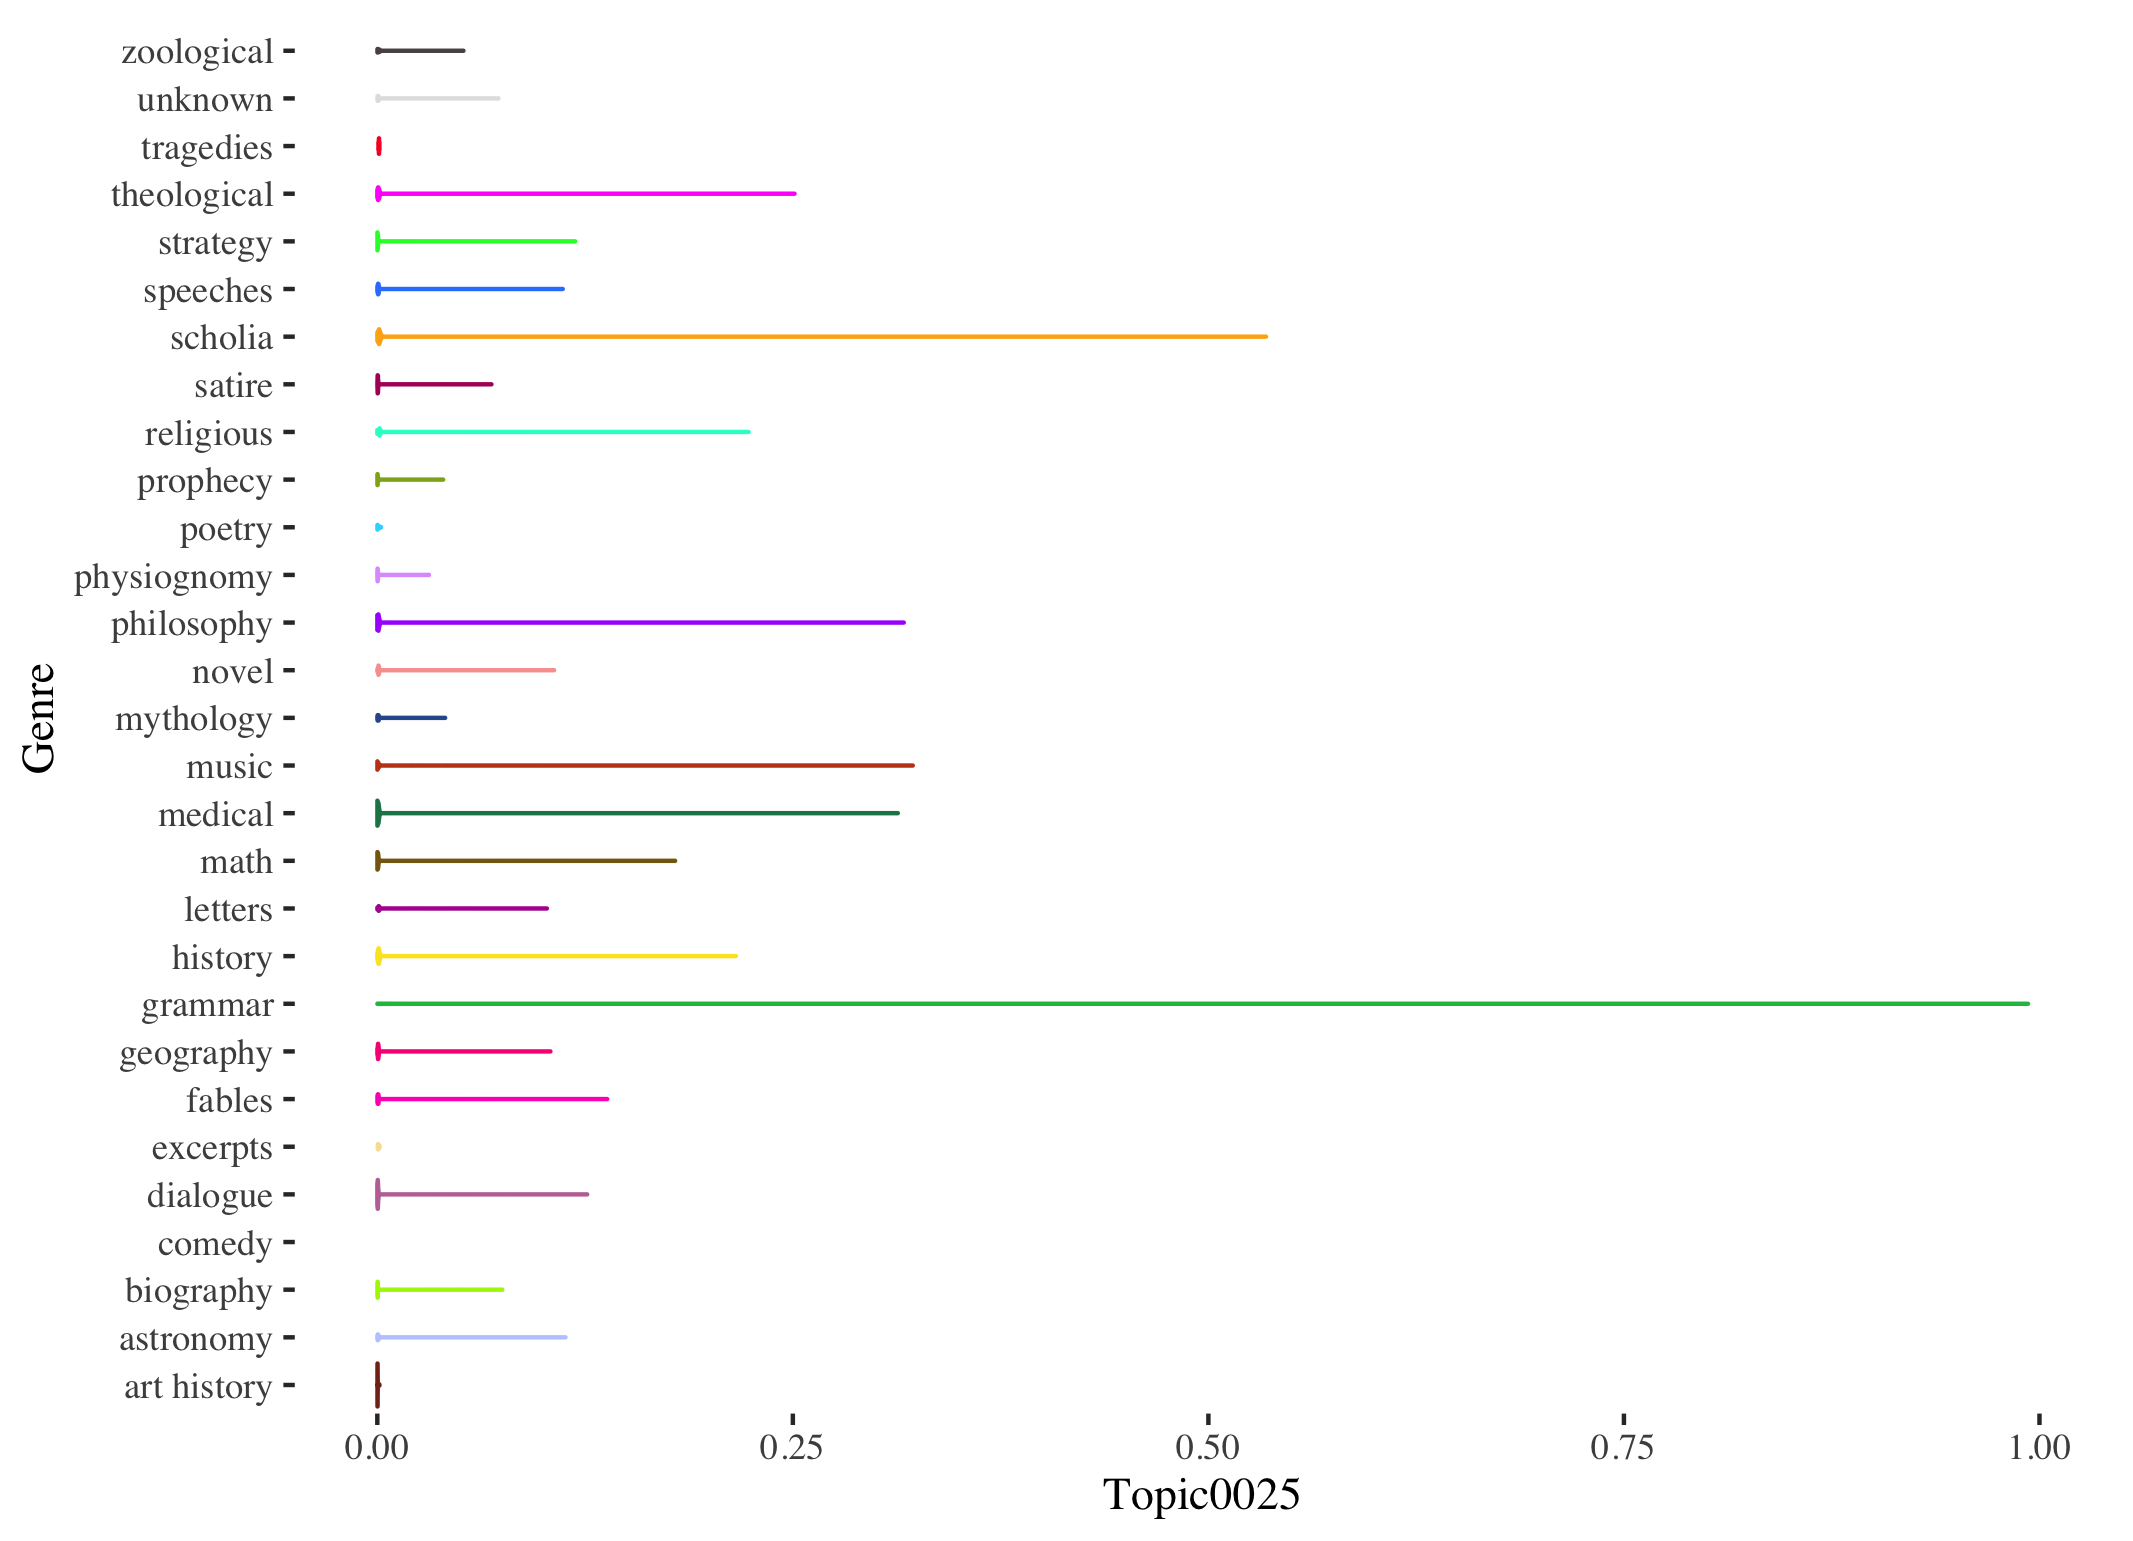 zoological
unknown
tragedies
theological
strategy
speeches
scholia
satire
religious
prophecy
poetry
physiognomy
philosophy
novel
mythology
music
medical
math
letters
history
grammar
geography
fables
excerpts
dialogue
comedy
biography
astronomy
art history
Genre
0.00 0.25 0.50 0.75 1.00
Topic0025